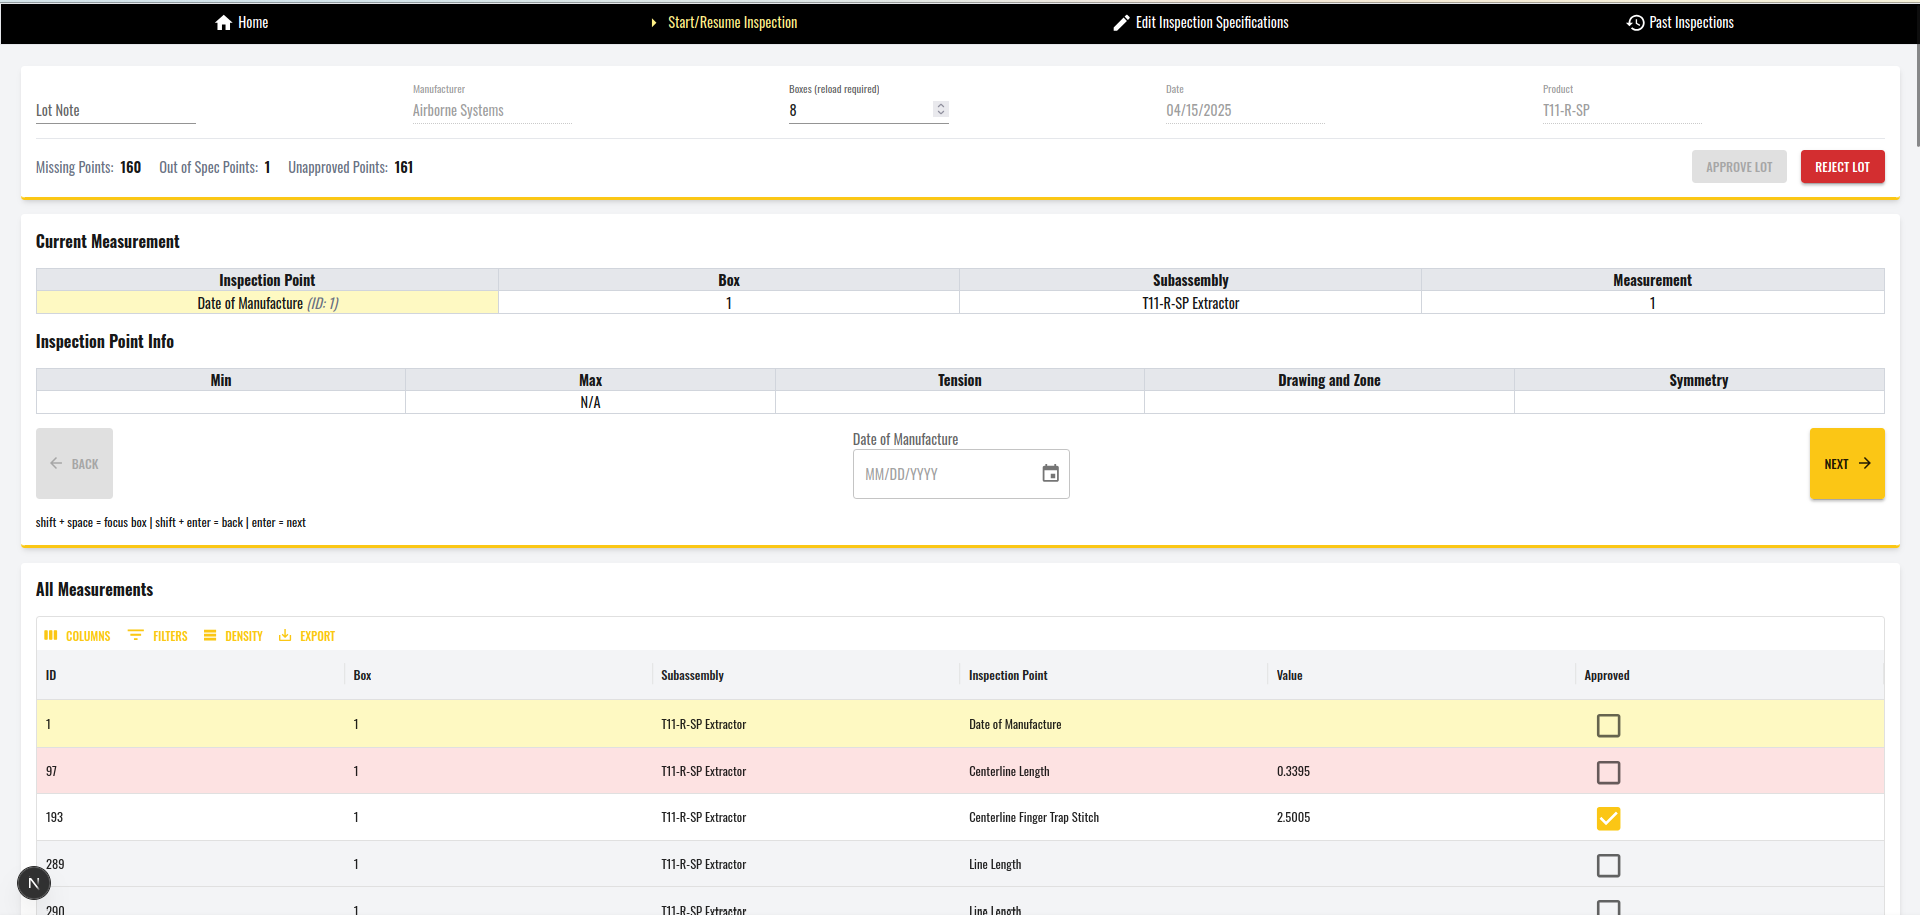 Home Start/Resume Inspection Edit Inspection Specifications Past Inspections
Manufacturer Boxes (reload required) Date Product
Lot Note Airborne Systems 8 04/15/2025 T11-R-SP
Missing Points: 160 Out of Spec Points: 1 Unapproved Points: 161 APPROVE LOT REJECT LOT
Current Measurement
Inspection Point Box Subassembly Measurement
Date of Manufacture (ID: 1) 1 T11-R-SP Extractor 1
Inspection Point Info
Min Max Tension Drawing and Zone Symmetry
N/A
Date of Manufacture
BACK MM/DD/YYYY NEXT
shift + space = focus box | shift + enter = back | enter = next
All Measurements
COLUMNS FILTERS DENSITY EXPORT
ID Box Subassembly Inspection Point Value Approved
1 1 T11-R-SP Extractor Date of Manufacture
97 1 T11-R-SP Extractor Centerline Length 0.3395
193 1 T11-R-SP Extractor Centerline Finger Trap Stitch 2.5005
289 1 T11-R-SP Extractor Line Length
N
290 1 T11-R-SP Extractor Line Length